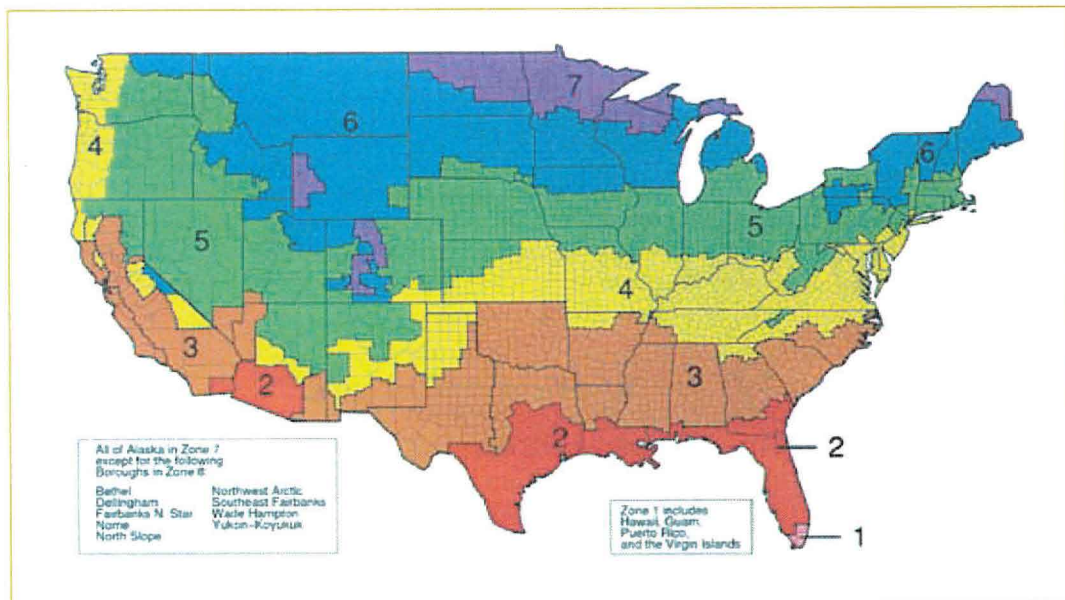 7
6
6
4
5
5
4
3
3
2
2
2
1
All of Alaska in Zone 7
except for the following
Boroughs in Zone 8:
Bethel Northwest Arctic
Dellingham Southeast Fairbanks
Fairbanks N. Star Wade Hampton
Nome Yukon-Koyukuk
North Slope
Zone 1 includes
Hawaii, Guam,
Puerto Rico,
and the Virgin Islands